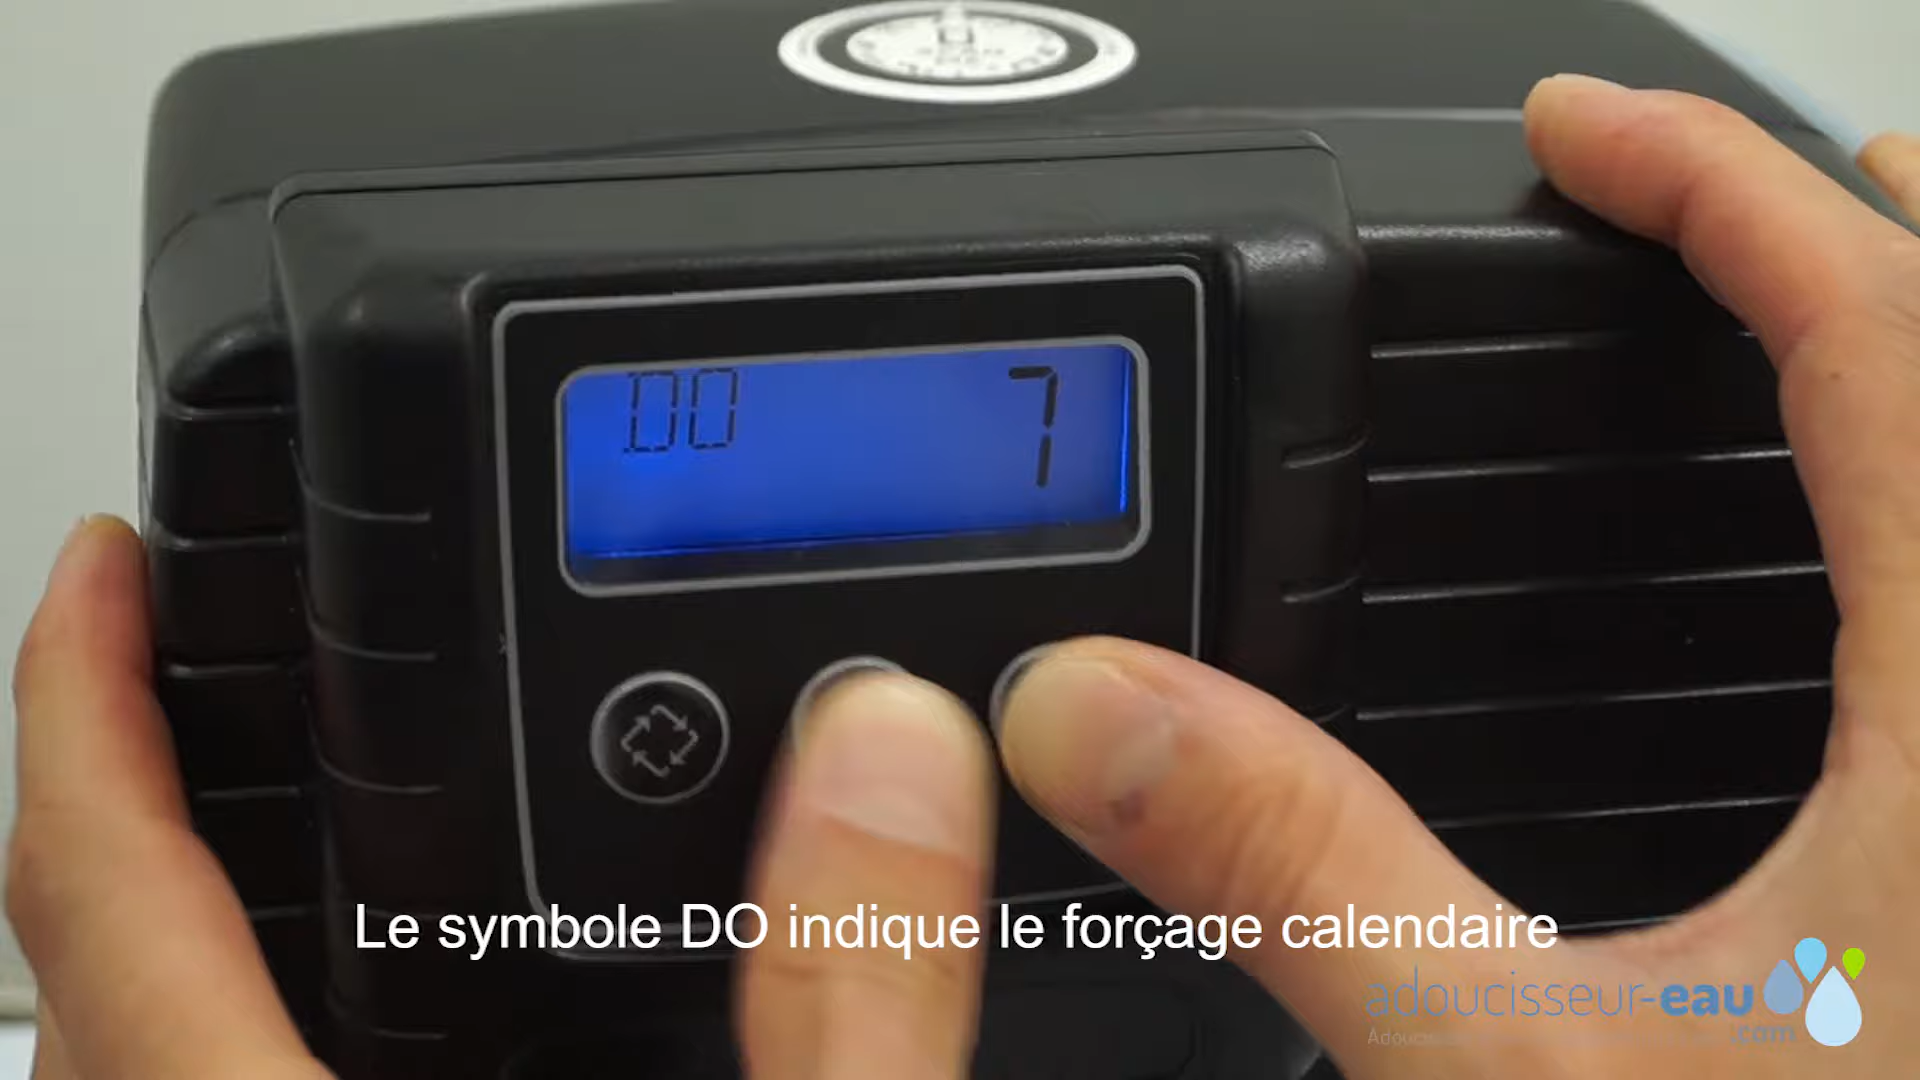 DO 7
Le symbole DO indique le forçage calendaire
adoucisseur-eau
.com